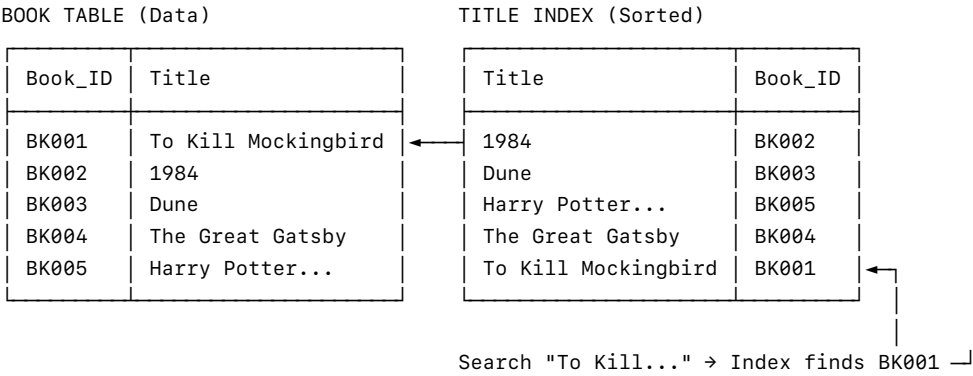 BOOK TABLE (Data) TITLE INDEX (Sorted)
Book_ID Title Title Book_ID
BK001 To Kill Mockingbird 1984 BK002
BK002 1984 Dune BK003
BK003 Dune Harry Potter... BK005
BK004 The Great Gatsby The Great Gatsby BK004
BK005 Harry Potter... To Kill Mockingbird BK001
Search "To Kill..." → Index finds BK001